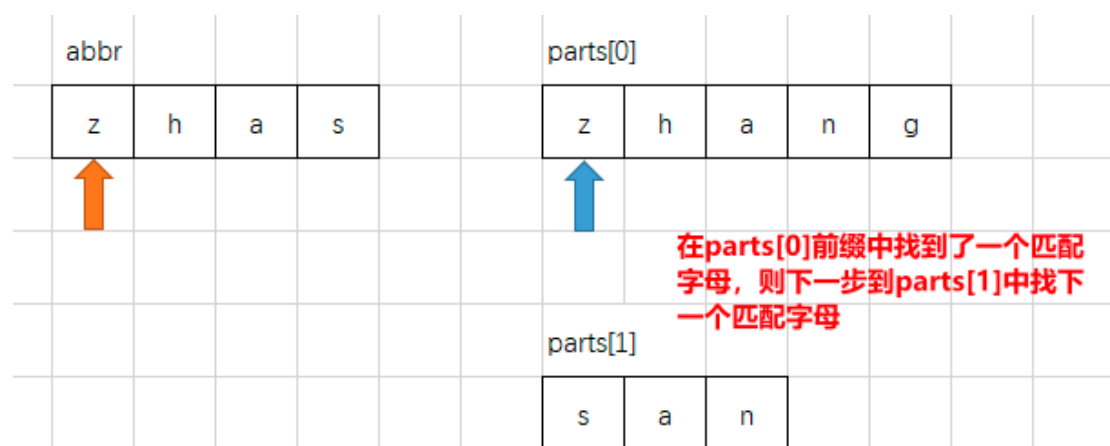 abbr parts[0]
z h a s z h a n g
在parts[0]前缀中找到了一个匹配
字母，则下一步到parts[1]中找下
一个匹配字母
parts[1]
s a n